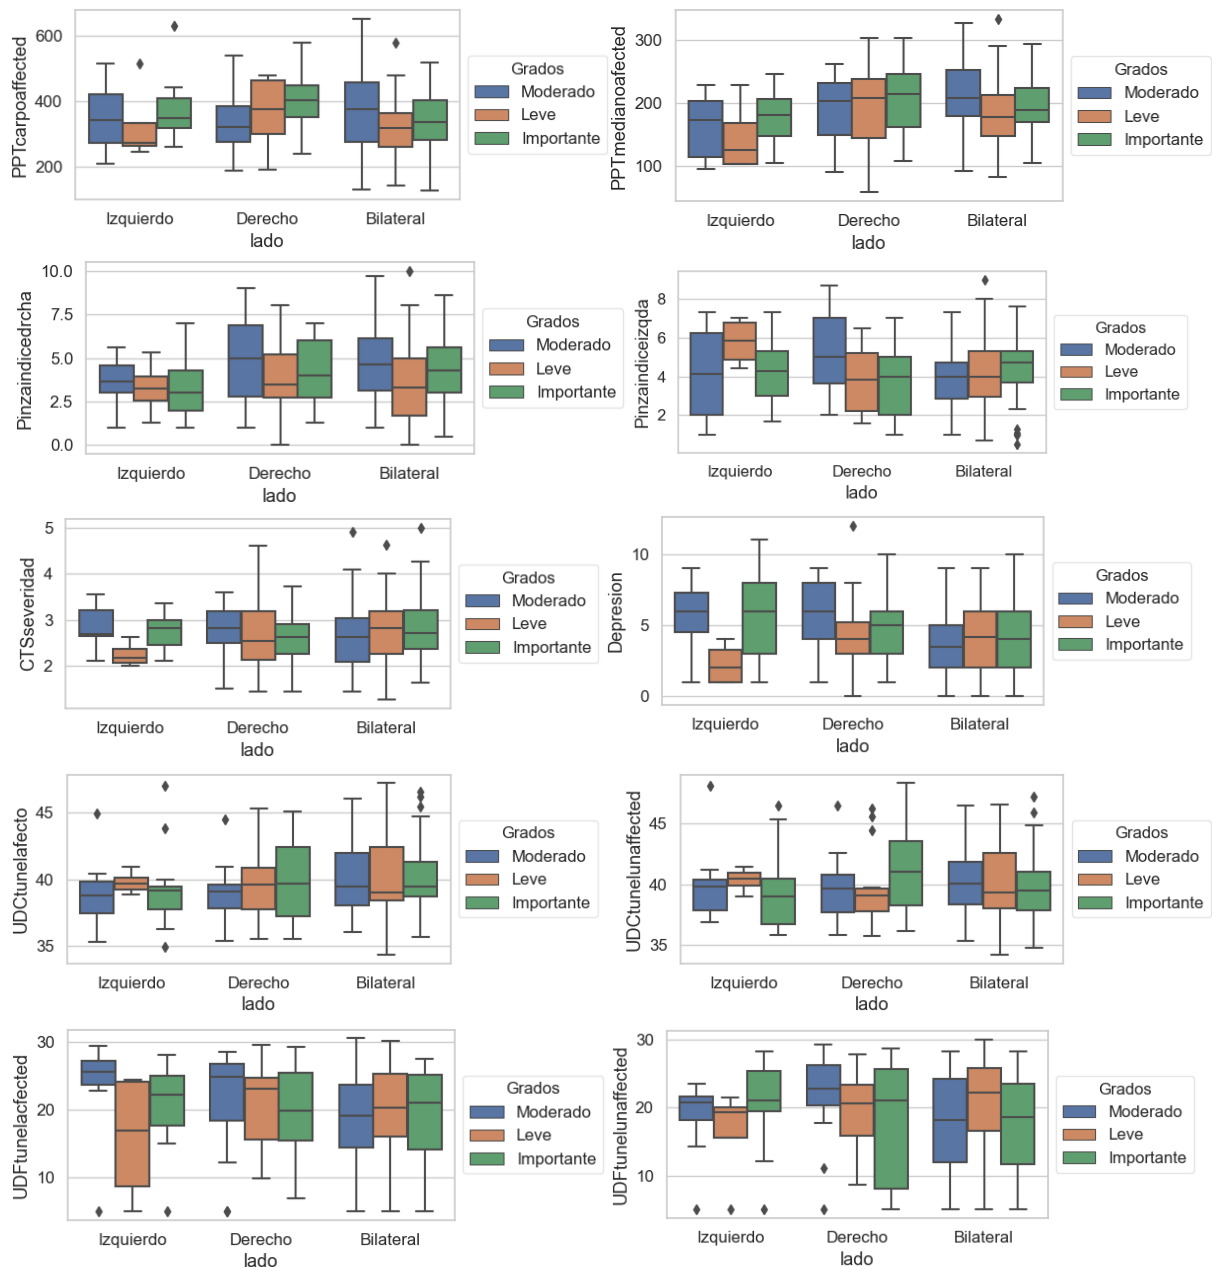 PPTcarpoaffected
600
400
200
Izquierdo Derecho Bilateral
lado
Grados
Moderado
Leve
Importante
PPTmedianoafected
300
200
100
Izquierdo Derecho Bilateral
lado
Grados
Moderado
Leve
Importante
Pinzaindicedrcha
10.0
7.5
5.0
2.5
0.0
Izquierdo Derecho Bilateral
lado
Grados
Moderado
Leve
Importante
Pinzaindiceizqda
8
6
4
2
Izquierdo Derecho Bilateral
lado
Grados
Moderado
Leve
Importante
CTSseveridad
5
4
3
2
Izquierdo Derecho Bilateral
lado
Grados
Moderado
Leve
Importante
Depresion
10
5
0
Izquierdo Derecho Bilateral
lado
Grados
Moderado
Leve
Importante
UDCtunelafecto
45
40
35
Izquierdo Derecho Bilateral
lado
Grados
Moderado
Leve
Importante
UDCtunelunaffected
45
40
35
Izquierdo Derecho Bilateral
lado
Grados
Moderado
Leve
Importante
UDFtunelacfected
30
20
10
Izquierdo Derecho Bilateral
lado
Grados
Moderado
Leve
Importante
UDFtunelunaffected
30
20
10
Izquierdo Derecho Bilateral
lado
Grados
Moderado
Leve
Importante